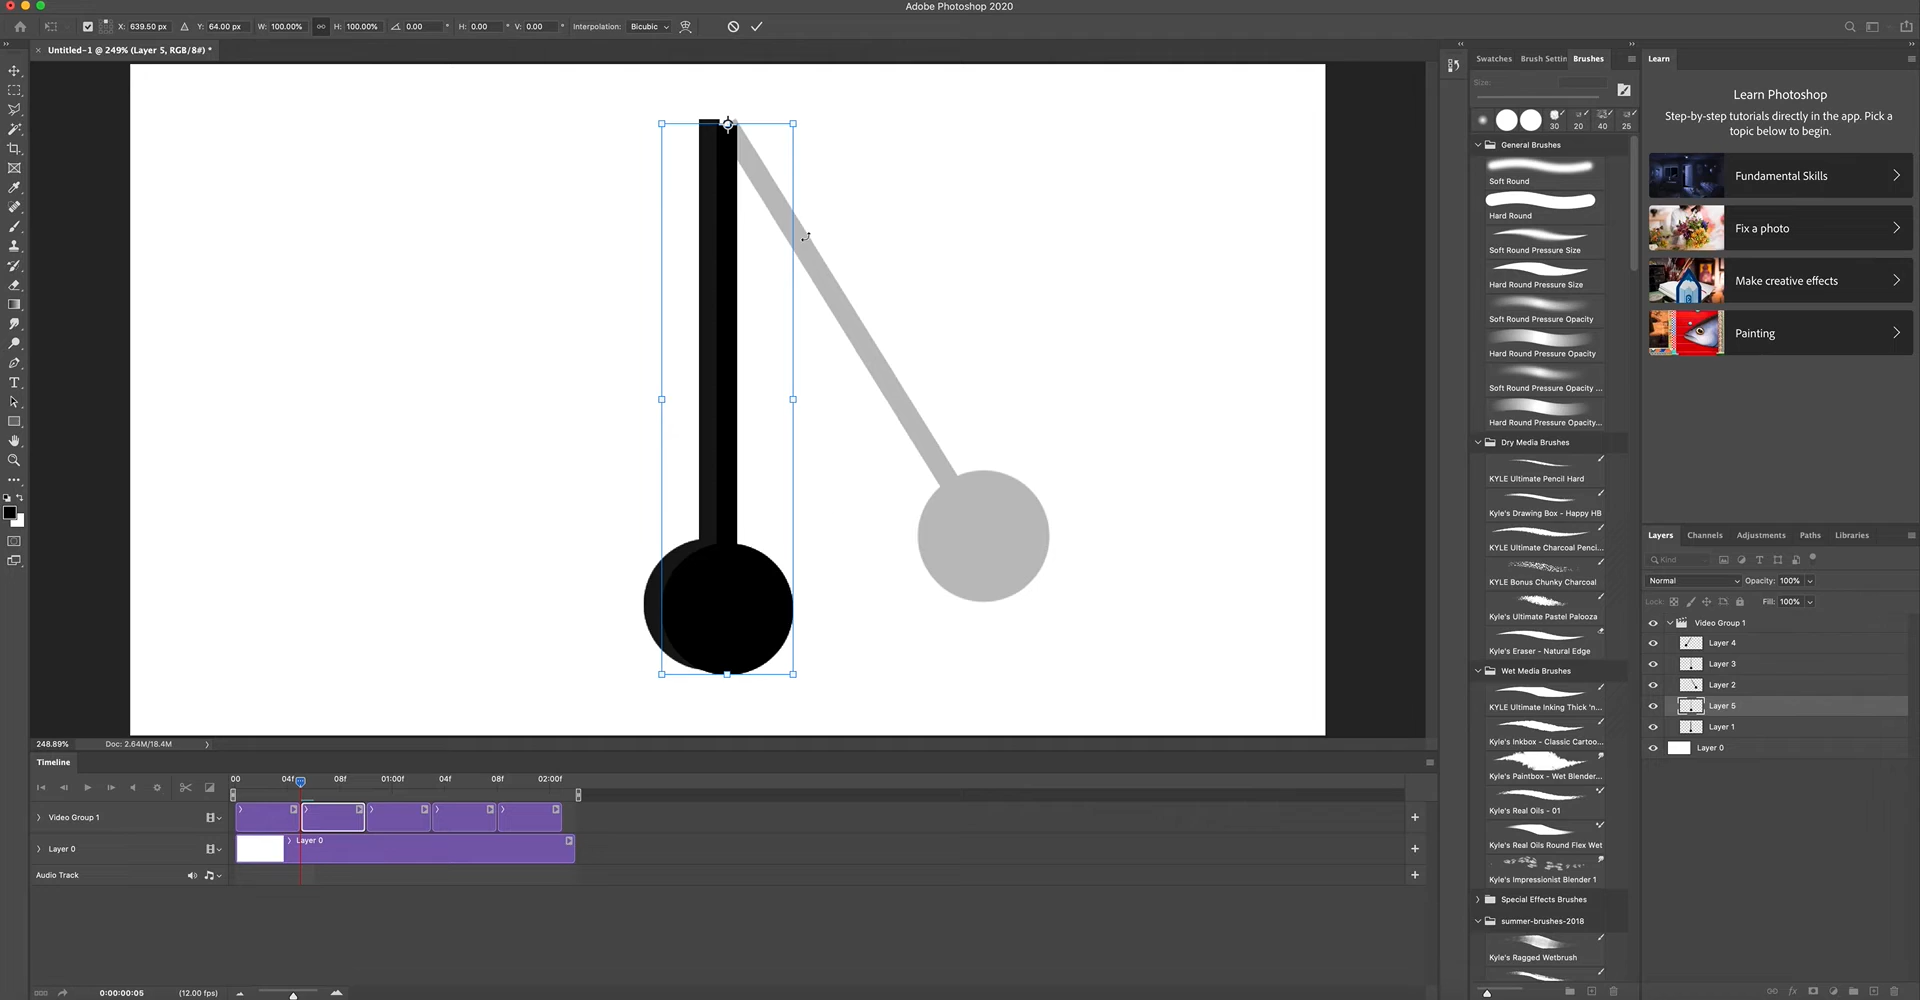 Adobe Photoshop 2020
X: 639.50 px Y: 64.00 px W: 100.00% H: 100.00% 0.00 ° H: 0.00 ° V: 0.00 ° Interpolation: Bicubic
× Untitled-1 @ 249% (Layer 5, RGB/8#) *
Swatches Brush Settin Brushes
Size:
30 20 40 25
General Brushes
Soft Round
Hard Round
Soft Round Pressure Size
Hard Round Pressure Size
Soft Round Pressure Opacity
Hard Round Pressure Opacity
Soft Round Pressure Opacity ...
Hard Round Pressure Opacity...
Dry Media Brushes
KYLE Ultimate Pencil Hard
Kyle's Drawing Box - Happy HB
KYLE Ultimate Charcoal Penci...
KYLE Bonus Chunky Charcoal
Kyle's Ultimate Pastel Palooza
Kyle's Eraser - Natural Edge
Wet Media Brushes
KYLE Ultimate Inking Thick 'n...
Kyle's Inkbox - Classic Cartoo...
Kyle's Paintbox - Wet Blender...
Kyle's Real Oils - 01
Kyle's Real Oils Round Flex Wet
Kyle's Impressionist Blender 1
Special Effects Brushes
summer-brushes-2018
Kyle's Ragged Wetbrush
Learn
Learn Photoshop
Step-by-step tutorials directly in the app. Pick a
topic below to begin.
Fundamental Skills
Fix a photo
Make creative effects
Painting
Layers Channels Adjustments Paths Libraries
Kind
Normal Opacity: 100%
Lock: Fill: 100%
Video Group 1
Layer 4
Layer 3
Layer 2
Layer 5
Layer 1
Layer 0
248.89% Doc: 2.64M/18.4M
Timeline
00 04f 08f 01:00f 04f 08f 02:00f
Video Group 1
Layer 0 Layer 0
Audio Track
0:00:00:05 (12.00 fps)